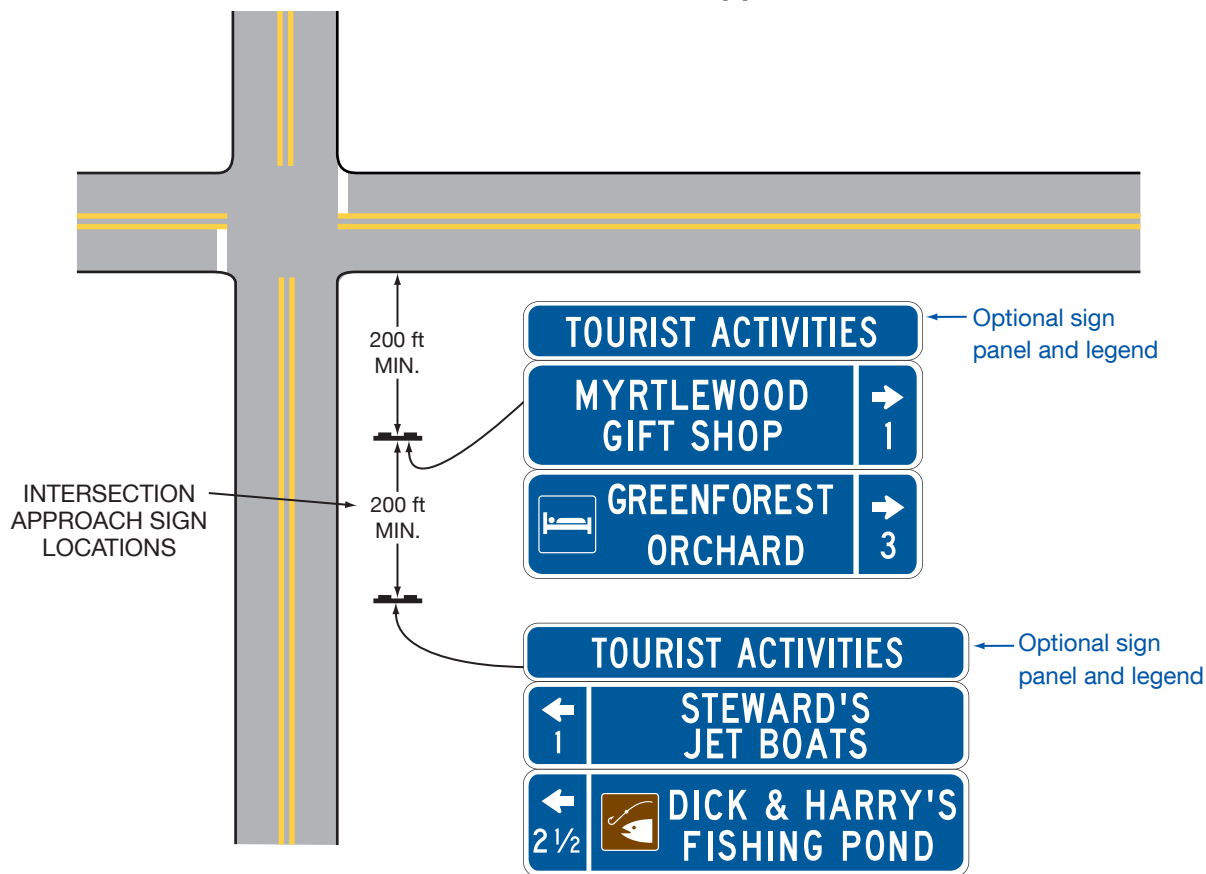 200 ft
MIN.
TOURIST ACTIVITIES
Optional sign
panel and legend
MYRTLEWOOD
GIFT SHOP
1
INTERSECTION
APPROACH SIGN
LOCATIONS
200 ft
MIN.
GREENFOREST
ORCHARD
3
TOURIST ACTIVITIES
Optional sign
panel and legend
1
STEWARD'S
JET BOATS
2 ½
DICK & HARRY'S
FISHING POND